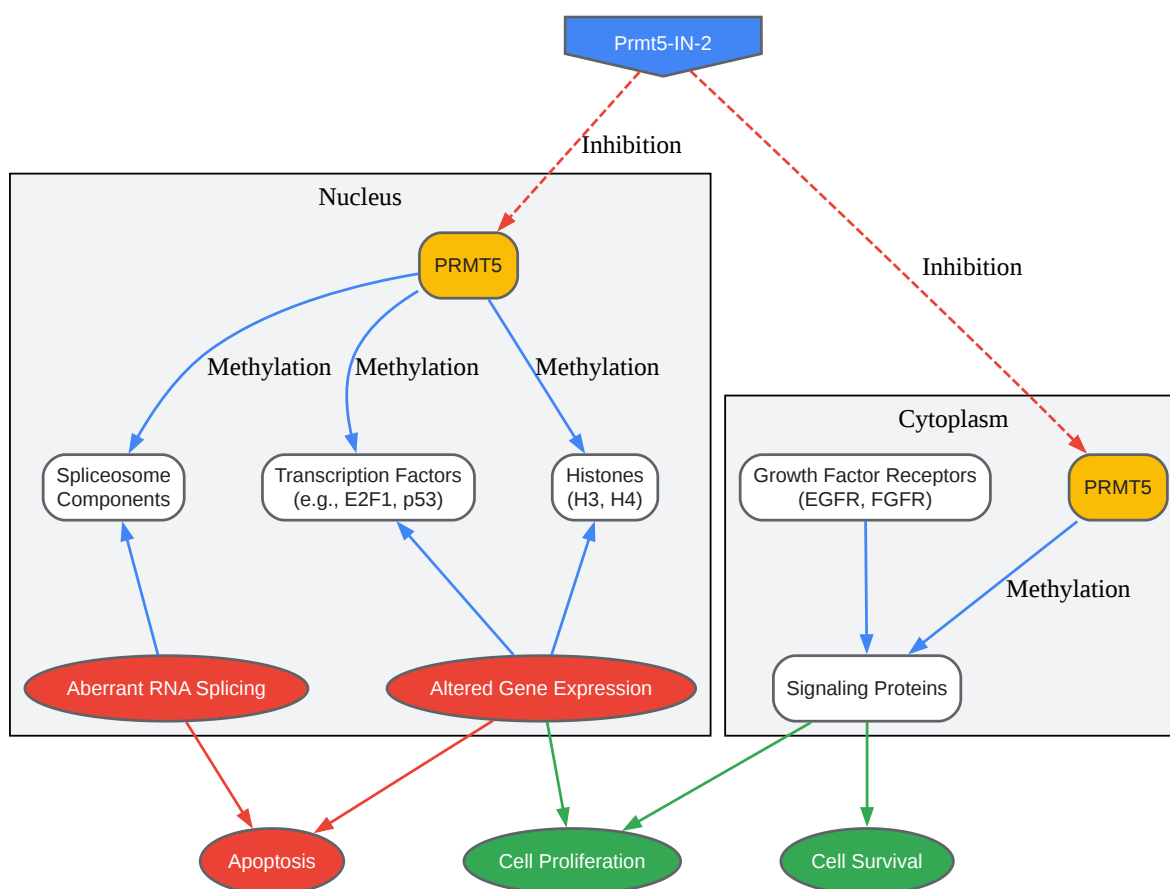 Prmt5-IN-2
Inhibition
Nucleus
PRMT5
Inhibition
Methylation
Methylation
Methylation
Cytoplasm
Spliceosome
Components
Transcription Factors
(e.g., E2F1, p53)
Histones
(H3, H4)
Growth Factor Receptors
(EGFR, FGFR)
PRMT5
Methylation
Aberrant RNA Splicing
Altered Gene Expression
Signaling Proteins
Apoptosis
Cell Proliferation
Cell Survival